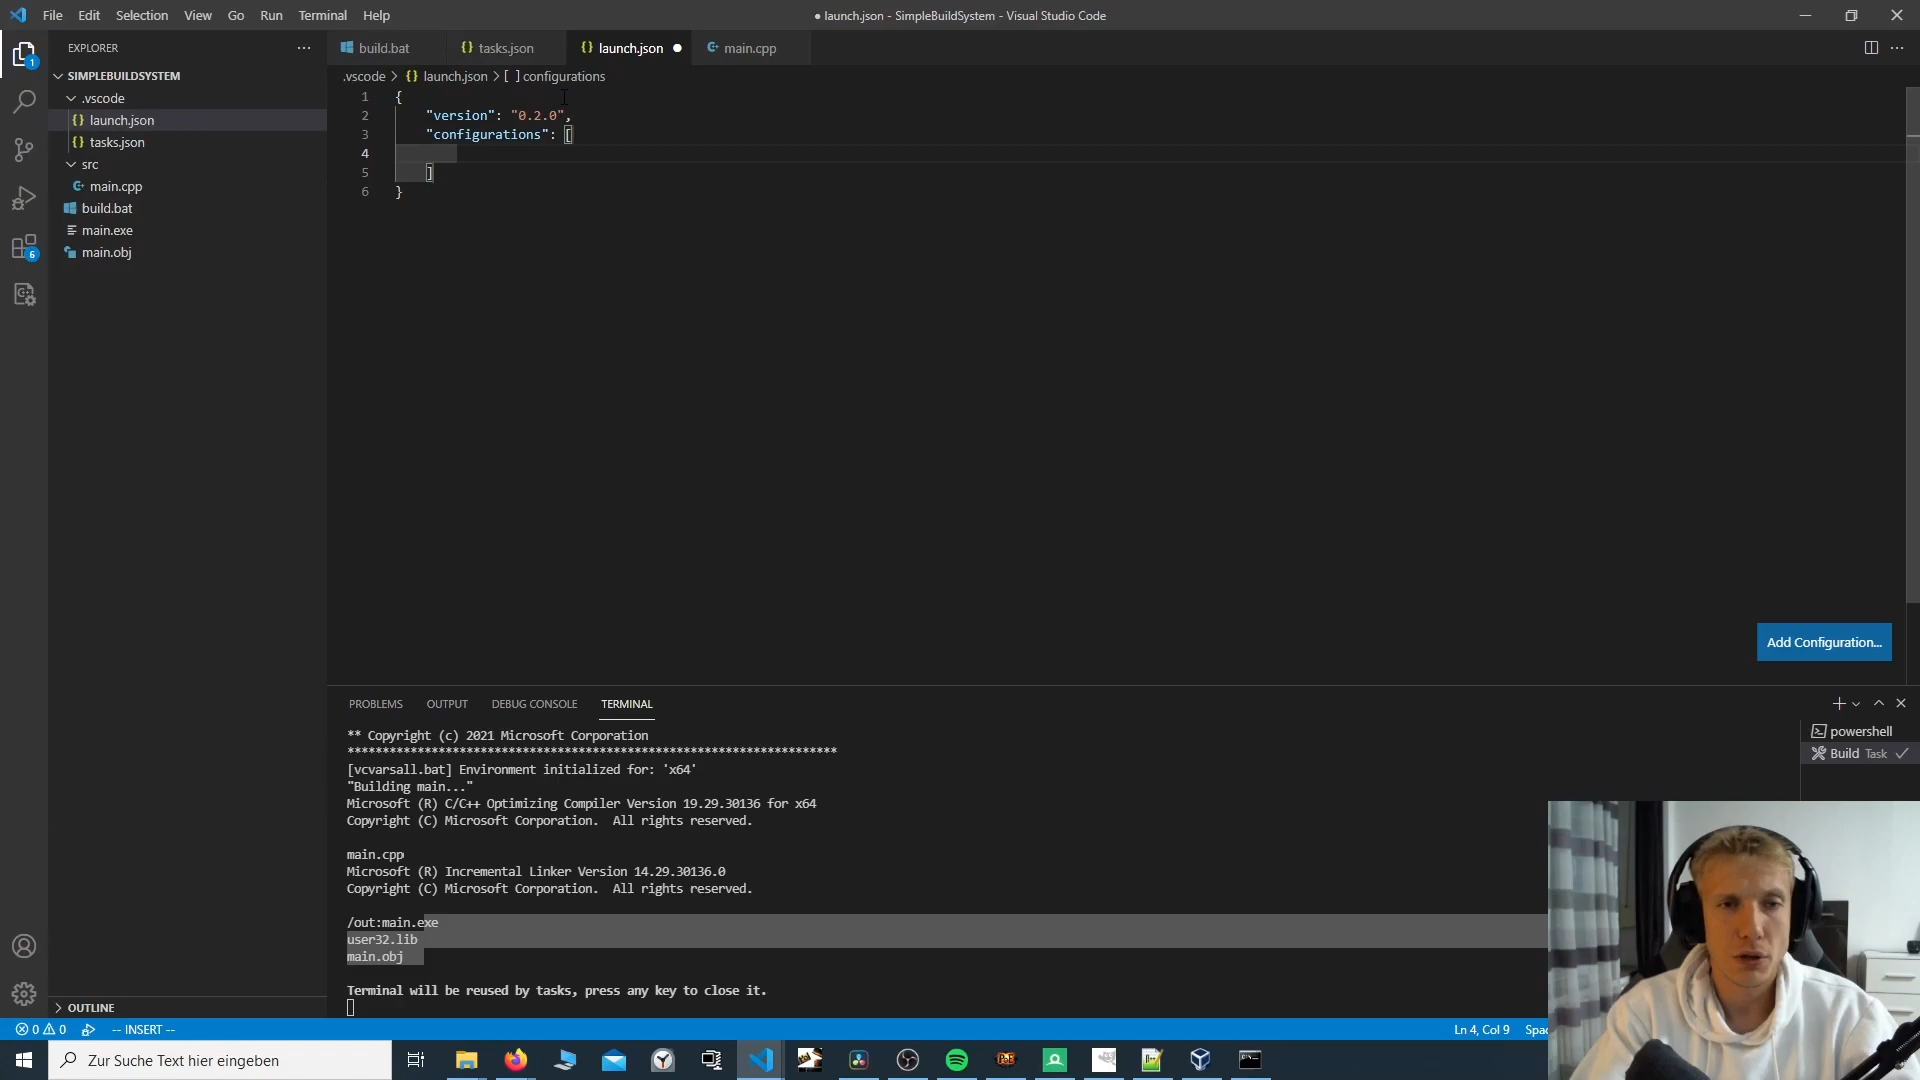 File Edit Selection View Go Run Terminal Help
● launch.json - SimpleBuildSystem - Visual Studio Code
EXPLORER
SIMPLEBUILDSYSTEM
.vscode
launch.json
tasks.json
src
main.cpp
build.bat
main.exe
main.obj
OUTLINE
1
6
build.bat
tasks.json
launch.json ●
main.cpp
.vscode > {} launch.json > [ ] configurations
1 {
2 "version": "0.2.0",
3 "configurations": [
4
5 ]
6 }
Add Configuration...
PROBLEMS OUTPUT DEBUG CONSOLE TERMINAL
** Copyright (c) 2021 Microsoft Corporation
**********************************************************************
[vcvarsall.bat] Environment initialized for: 'x64'
"Building main..."
Microsoft (R) C/C++ Optimizing Compiler Version 19.29.30136 for x64
Copyright (C) Microsoft Corporation.  All rights reserved.
main.cpp
Microsoft (R) Incremental Linker Version 14.29.30136.0
Copyright (C) Microsoft Corporation.  All rights reserved.
/out:main.exe
user32.lib
main.obj
Terminal will be reused by tasks, press any key to close it.
powershell
Build Task
0 0 -- INSERT --
Ln 4, Col 9 Spac
Zur Suche Text hier eingeben